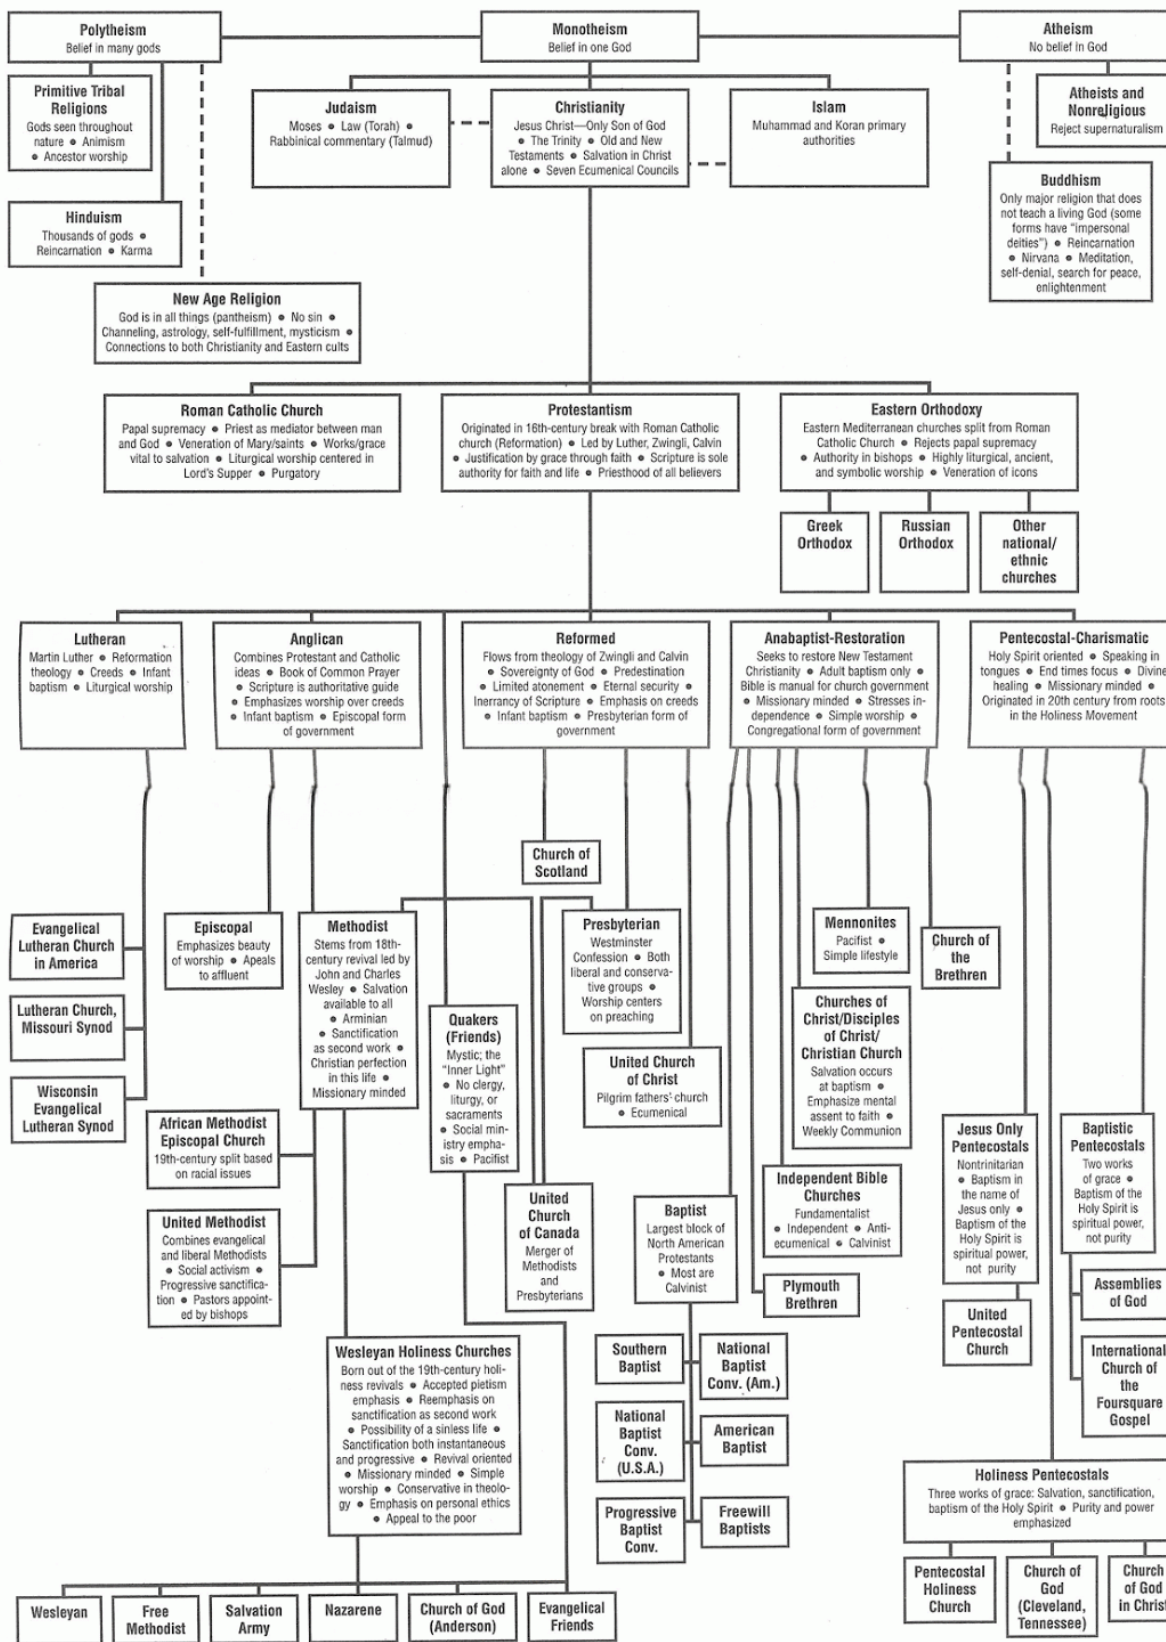 Polytheism
Belief in many gods
Monotheism
Belief in one God
Atheism
No belief in God
Primitive Tribal
Religions
Gods seen throughout
nature • Animism
• Ancestor worship
Judaism
Moses • Law (Torah) •
Rabbinical commentary (Talmud)
Christianity
Jesus Christ—Only Son of God
• The Trinity • Old and New
Testaments • Salvation in Christ
alone • Seven Ecumenical Councils
Islam
Muhammad and Koran primary
authorities
Atheists and
Nonreligious
Reject supernaturalism
Hinduism
Thousands of gods •
Reincarnation • Karma
Buddhism
Only major religion that does
not teach a living God (some
forms have "impersonal
deities") • Reincarnation
• Nirvana • Meditation,
self-denial, search for peace,
enlightenment
New Age Religion
God is in all things (pantheism) • No sin •
Channeling, astrology, self-fulfillment, mysticism •
Connections to both Christianity and Eastern cults
Roman Catholic Church
Papal supremacy • Priest as mediator between man
and God • Veneration of Mary/saints • Works/grace
vital to salvation • Liturgical worship centered in
Lord's Supper • Purgatory
Protestantism
Originated in 16th-century break with Roman Catholic
church (Reformation) • Led by Luther, Zwingli, Calvin
• Justification by grace through faith • Scripture is sole
authority for faith and life • Priesthood of all believers
Eastern Orthodoxy
Eastern Mediterranean churches split from Roman
Catholic Church • Rejects papal supremacy
• Authority in bishops • Highly liturgical, ancient,
and symbolic worship • Veneration of icons
Greek
Orthodox
Russian
Orthodox
Other
national/
ethnic
churches
Lutheran
Martin Luther • Reformation
theology • Creeds • Infant
baptism • Liturgical worship
Anglican
Combines Protestant and Catholic
ideas • Book of Common Prayer
• Scripture is authoritative guide
• Emphasizes worship over creeds
• Infant baptism • Episcopal form
of government
Reformed
Flows from theology of Zwingli and Calvin
• Sovereignty of God • Predestination
• Limited atonement • Eternal security •
Inerrancy of Scripture • Emphasis on creeds
• Infant baptism • Presbyterian form of
government
Anabaptist-Restoration
Seeks to restore New Testament
Christianity • Adult baptism only •
Bible is manual for church government
• Missionary minded • Stresses in-
dependence • Simple worship •
Congregational form of government
Pentecostal-Charismatic
Holy Spirit oriented • Speaking in
tongues • End times focus • Divine
healing • Missionary minded •
Originated in 20th century from roots
in the Holiness Movement
Church of
Scotland
Evangelical
Lutheran Church
in America
Lutheran Church,
Missouri Synod
Wisconsin
Evangelical
Lutheran Synod
Episcopal
Emphasizes beauty
of worship • Apeals
to affluent
Methodist
Stems from 18th-
century revival led by
John and Charles
Wesley • Salvation
available to all
• Arminian
• Sanctification
as second work •
Christian perfection
in this life •
Missionary minded
Quakers
(Friends)
Mystic; the
"Inner Light"
• No clergy,
liturgy, or
sacraments
• Social min-
istry empha-
sis • Pacifist
Presbyterian
Westminster
Confession • Both
liberal and conserva-
tive groups •
Worship centers
on preaching
United Church
of Christ
Pilgrim fathers' church
• Ecumenical
Mennonites
Pacifist •
Simple lifestyle
Church of
the
Brethren
Churches of
Christ/Disciples
of Christ/
Christian Church
Salvation occurs
at baptism •
Emphasize mental
assent to faith •
Weekly Communion
African Methodist
Episcopal Church
19th-century split based
on racial issues
United Methodist
Combines evangelical
and liberal Methodists
• Social activism •
Progressive sanctifica-
tion • Pastors appoint-
ed by bishops
United
Church
of Canada
Merger of
Methodists
and
Presbyterians
Baptist
Largest block of
North American
Protestants
• Most are
Calvinist
Independent Bible
Churches
Fundamentalist
• Independent • Anti-
ecumenical • Calvinist
Plymouth
Brethren
Jesus Only
Pentecostals
Nontrinitarian
• Baptism in
the name of
Jesus only •
Baptism of the
Holy Spirit is
spiritual power,
not purity
Baptistic
Pentecostals
Two works
of grace •
Baptism of the
Holy Spirit is
spiritual power,
not purity
United
Pentecostal
Church
Assemblies
of God
International
Church of
the
Foursquare
Gospel
Wesleyan Holiness Churches
Born out of the 19th-century holi-
ness revivals • Accepted pietism
emphasis • Reemphasis on
sanctification as second work
• Possibility of a sinless life •
Sanctification both instantaneous
and progressive • Revival oriented
• Missionary minded • Simple
worship • Conservative in theolo-
gy • Emphasis on personal ethics
• Appeal to the poor
Southern
Baptist
National
Baptist
Conv. (Am.)
National
Baptist
Conv.
(U.S.A.)
American
Baptist
Progressive
Baptist
Conv.
Freewill
Baptists
Holiness Pentecostals
Three works of grace: Salvation, sanctification,
baptism of the Holy Spirit • Purity and power
emphasized
Pentecostal
Holiness
Church
Church of
God
(Cleveland,
Tennessee)
Church
of God
in Christ
Wesleyan
Free
Methodist
Salvation
Army
Nazarene
Church of God
(Anderson)
Evangelical
Friends